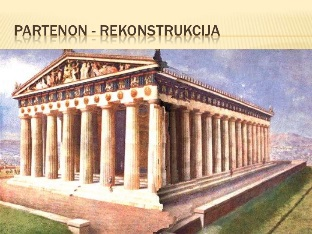 PARTENON - REKONSTRUKCIJA